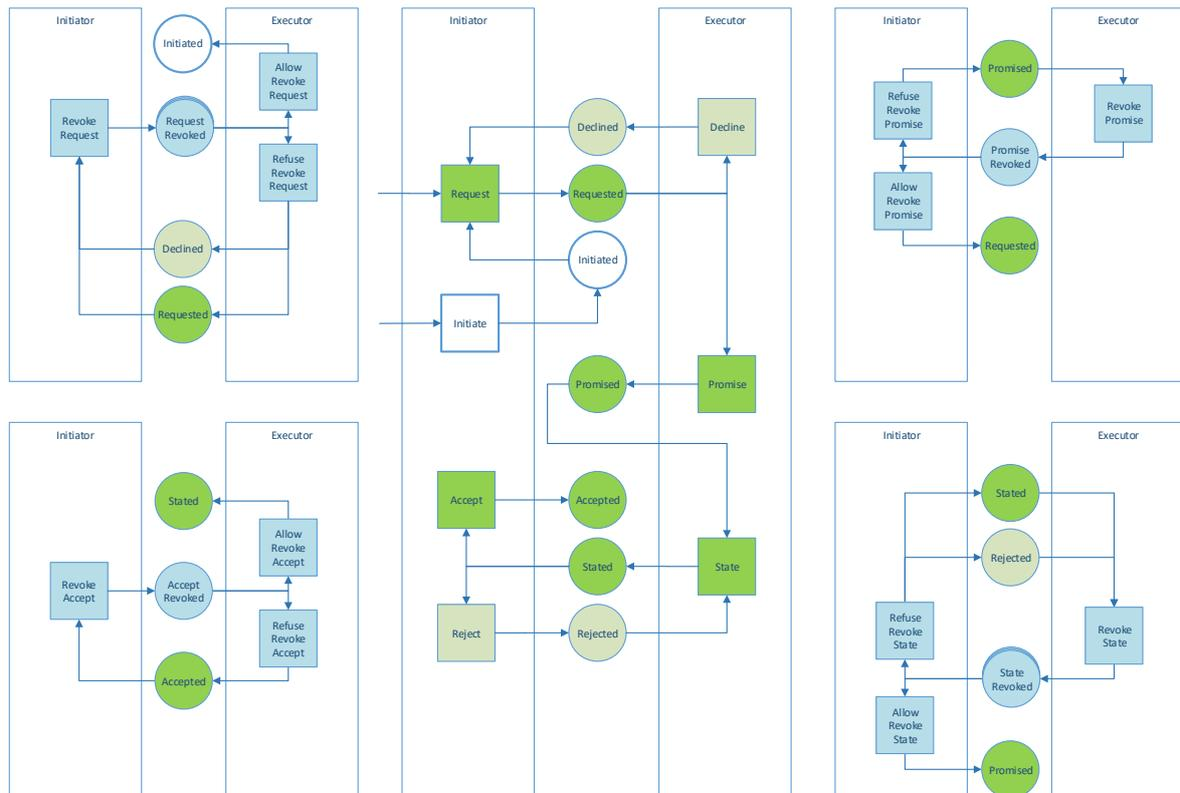 Initiator
Executor
Initiated
Allow
Revoke
Request
Revoke
Request
Request
Revoked
Refuse
Revoke
Request
Declined
Requested
Initiator
Executor
Stated
Allow
Revoke
Accept
Revoke
Accept
Accept
Revoked
Refuse
Revoke
Accept
Accepted
Initiator
Executor
Declined
Decline
Request
Requested
Initiated
Initiate
Promised
Promise
Accept
Accepted
Stated
State
Reject
Rejected
Initiator
Executor
Promised
Refuse
Revoke
Promise
Revoke
Promise
Promise
Revoked
Allow
Revoke
Promise
Requested
Initiator
Executor
Stated
Rejected
Refuse
Revoke
State
Revoke
State
State
Revoked
Allow
Revoke
State
Promised